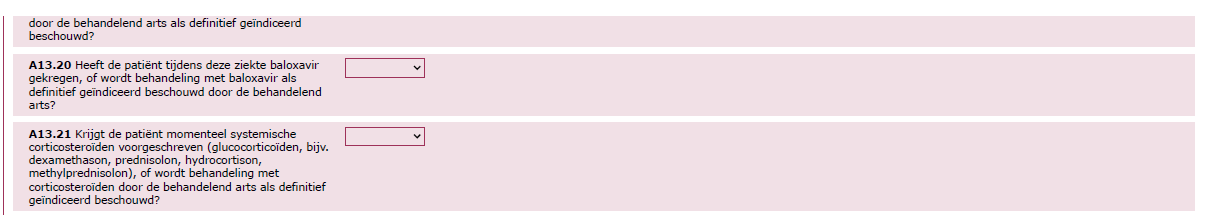 door de behandelend arts als definitief geïndiceerd
beschouwd?
A13.20 Heeft de patiënt tijdens deze ziekte baloxavir
gekregen, of wordt behandeling met baloxavir als
definitief geïndiceerd beschouwd door de behandelend
arts?
A13.21 Krijgt de patiënt momenteel systemische
corticosteroïden voorgeschreven (glucocorticoïden, bijv.
dexamethason, prednisolon, hydrocortison,
methylprednisolon), of wordt behandeling met
corticosteroïden door de behandelend arts als definitief
geïndiceerd beschouwd?